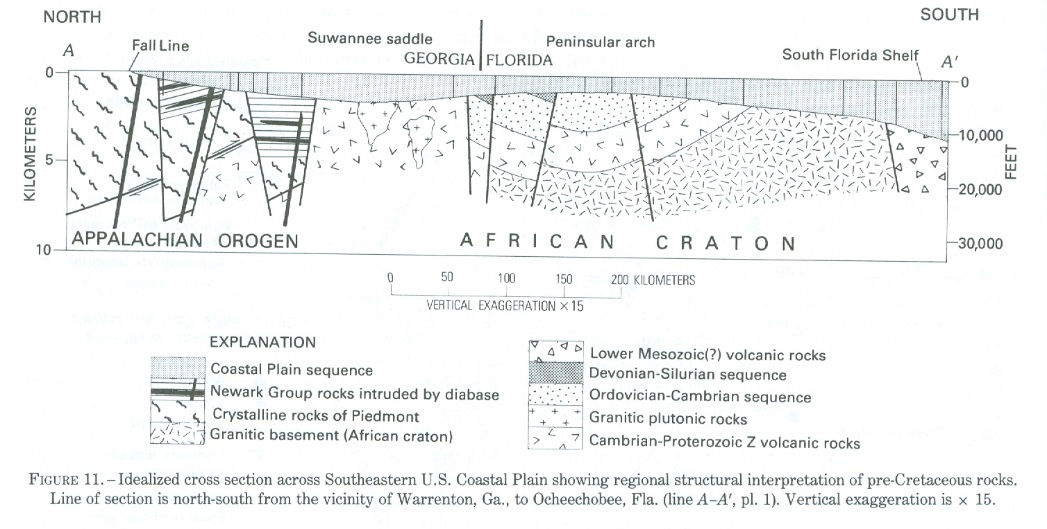 NORTH
SOUTH
A
Fall Line
Suwannee saddle
GEORGIA
FLORIDA
Peninsular arch
South Florida Shelf
A'
0
5
10
KILOMETERS
0
10,000
20,000
30,000
FEET
APPALACHIAN OROGEN
AFRICAN CRATON
0 50 100 150 200 KILOMETERS
VERTICAL EXAGGERATION × 15
EXPLANATION
Coastal Plain sequence
Newark Group rocks intruded by diabase
Crystalline rocks of Piedmont
Granitic basement (African craton)
Lower Mesozoic(?) volcanic rocks
Devonian-Silurian sequence
Ordovician-Cambrian sequence
Granitic plutonic rocks
Cambrian-Proterozoic Z volcanic rocks
FIGURE 11.–Idealized cross section across Southeastern U.S. Coastal Plain showing regional structural interpretation of pre-Cretaceous rocks.
Line of section is north-south from the vicinity of Warrenton, Ga., to Ocheechobee, Fla. (line A–A', pl. 1). Vertical exaggeration is × 15.